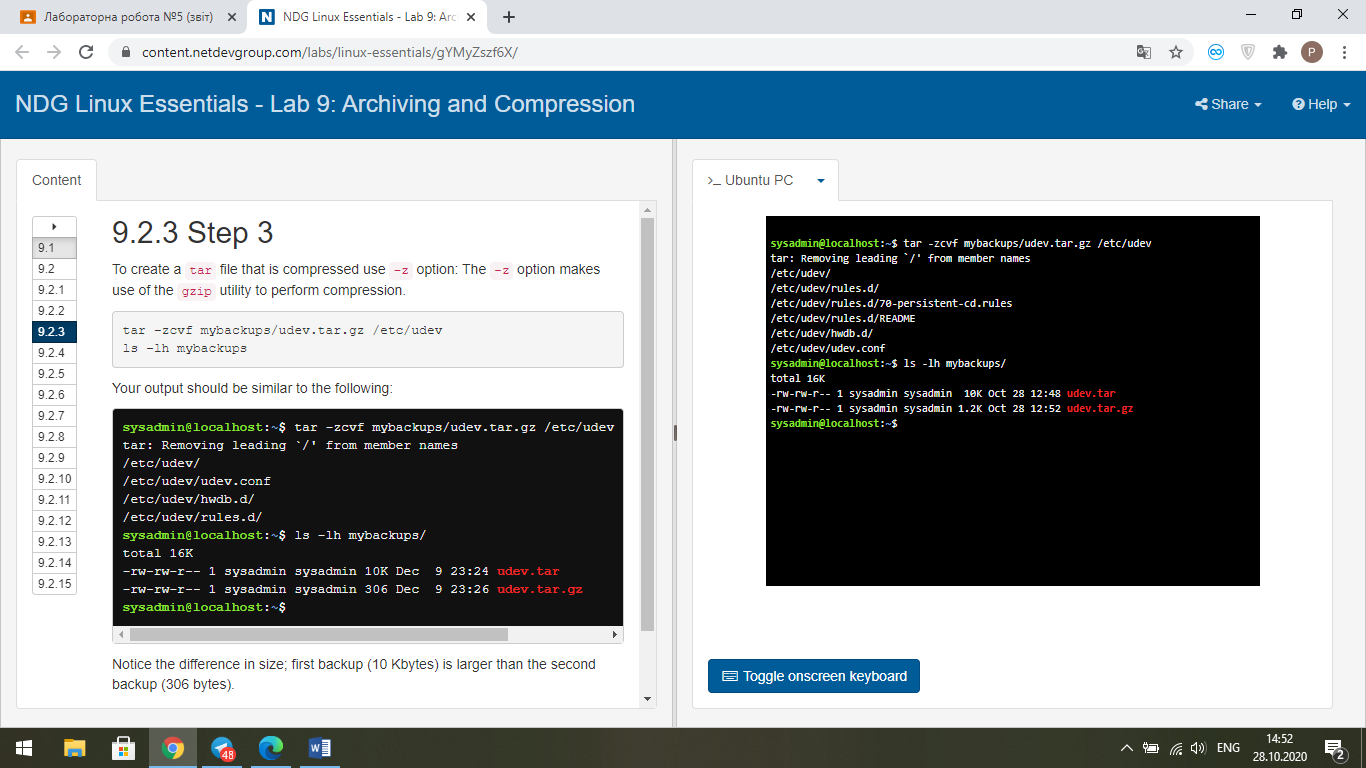 Лабораторна робота №5 (звіт)
NDG Linux Essentials - Lab 9: Arc
content.netdevgroup.com/labs/linux-essentials/gYMyZszf6X/
P
NDG Linux Essentials - Lab 9: Archiving and Compression
Share
Help
Content
9.1
9.2
9.2.1
9.2.2
9.2.3
9.2.4
9.2.5
9.2.6
9.2.7
9.2.8
9.2.9
9.2.10
9.2.11
9.2.12
9.2.13
9.2.14
9.2.15
9.2.3 Step 3
To create a tar file that is compressed use -z option: The -z option makes
use of the gzip utility to perform compression.
tar -zcvf mybackups/udev.tar.gz /etc/udev
ls -lh mybackups
Your output should be similar to the following:
sysadmin@localhost:~$ tar -zcvf mybackups/udev.tar.gz /etc/udev
tar: Removing leading `/' from member names
/etc/udev/
/etc/udev/udev.conf
/etc/udev/hwdb.d/
/etc/udev/rules.d/
sysadmin@localhost:~$ ls -lh mybackups/
total 16K
-rw-rw-r-- 1 sysadmin sysadmin 10K Dec  9 23:24 udev.tar
-rw-rw-r-- 1 sysadmin sysadmin 306 Dec  9 23:26 udev.tar.gz
sysadmin@localhost:~$
Notice the difference in size; first backup (10 Kbytes) is larger than the second
backup (306 bytes).
>_ Ubuntu PC
sysadmin@localhost:~$ tar -zcvf mybackups/udev.tar.gz /etc/udev
tar: Removing leading `/' from member names
/etc/udev/
/etc/udev/rules.d/
/etc/udev/rules.d/70-persistent-cd.rules
/etc/udev/rules.d/README
/etc/udev/hwdb.d/
/etc/udev/udev.conf
sysadmin@localhost:~$ ls -lh mybackups/
total 16K
-rw-rw-r-- 1 sysadmin sysadmin  10K Oct 28 12:48 udev.tar
-rw-rw-r-- 1 sysadmin sysadmin 1.2K Oct 28 12:52 udev.tar.gz
sysadmin@localhost:~$
Toggle onscreen keyboard
48
W
ENG
14:52
28.10.2020
2